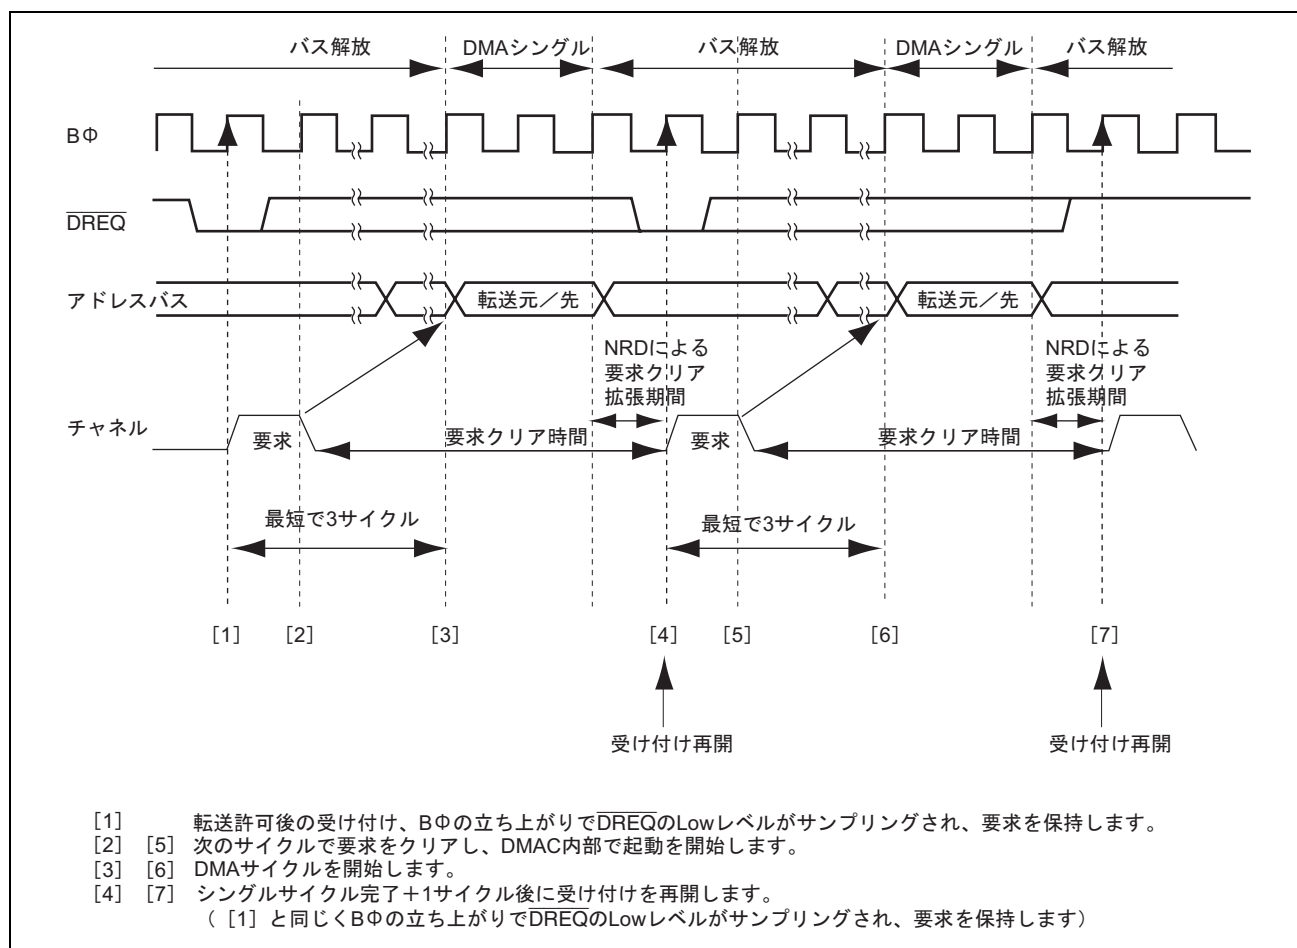 バス解放 DMAシングル バス解放 DMAシングル バス解放
BΦ
DREQ
アドレスバス 転送元／先 転送元／先
NRDによる NRDによる
要求クリア 要求クリア
拡張期間 拡張期間
チャネル 要求 要求クリア時間 要求 要求クリア時間
最短で3サイクル 最短で3サイクル
［1］ ［2］ ［3］ ［4］ ［5］ ［6］ ［7］
受け付け再開 受け付け再開
［1］ 転送許可後の受け付け、BΦの立ち上がりでDREQのLowレベルがサンプリングされ、要求を保持します。
［2］［5］ 次のサイクルで要求をクリアし、DMAC内部で起動を開始します。
［3］［6］ DMAサイクルを開始します。
［4］［7］ シングルサイクル完了＋1サイクル後に受け付けを再開します。
（［1］と同じくBΦの立ち上がりでDREQのLowレベルがサンプリングされ、要求を保持します）